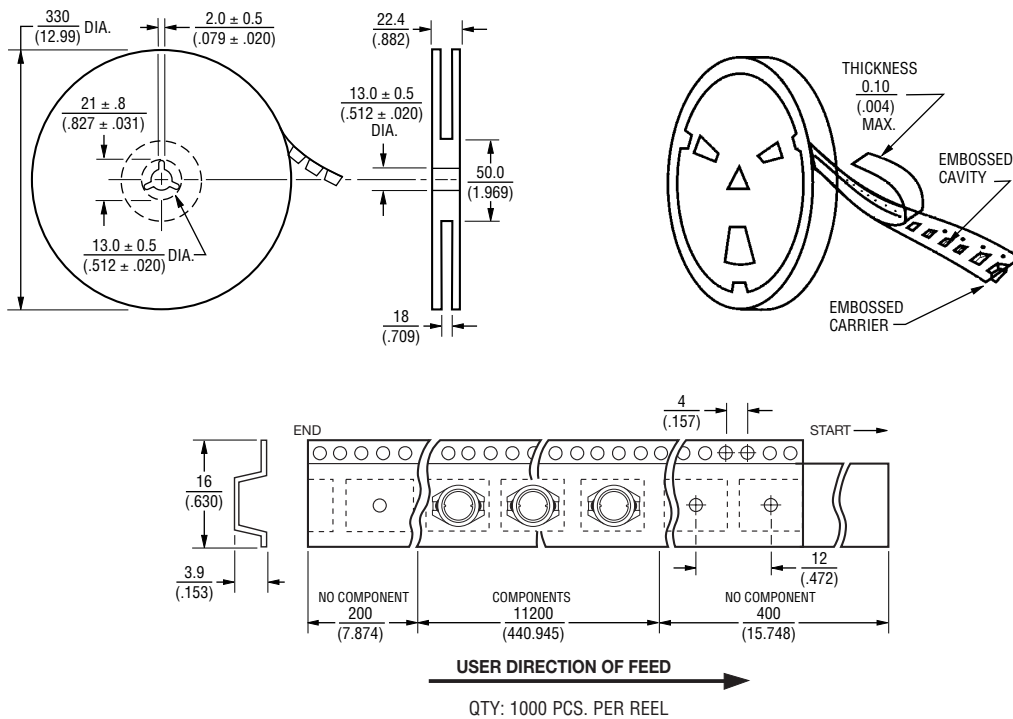 330
(12.99)
DIA.
2.0 ± 0.5
(.079 ± .020)
21 ± .8
(.827 ± .031)
13.0 ± 0.5
(.512 ± .020)
DIA.
22.4
(.882)
13.0 ± 0.5
(.512 ± .020)
DIA.
50.0
(1.969)
18
(.709)
THICKNESS
0.10
(.004)
MAX.
EMBOSSED
CAVITY
EMBOSSED
CARRIER
4
(.157)
END
START
16
(.630)
3.9
(.153)
12
(.472)
NO COMPONENT
200
(7.874)
COMPONENTS
11200
(440.945)
NO COMPONENT
400
(15.748)
USER DIRECTION OF FEED
QTY: 1000 PCS. PER REEL